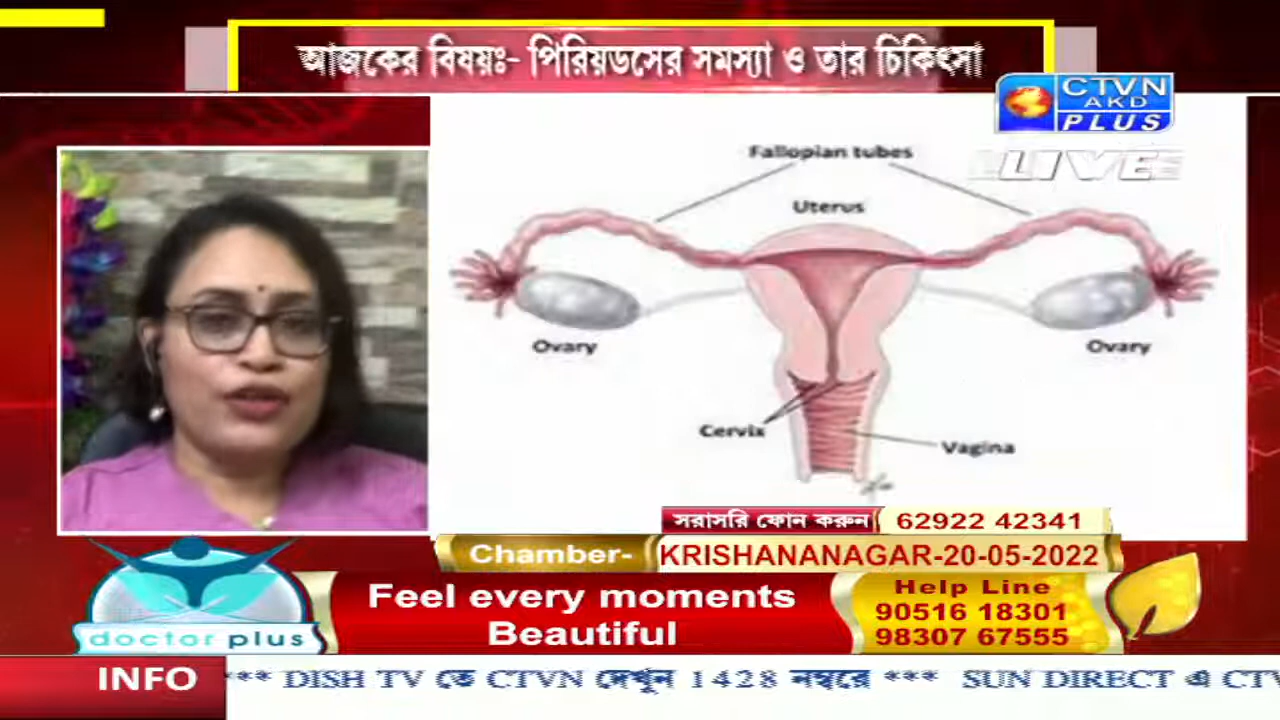 আজকের বিষয়ঃ- পিরিয়ডসের সমস্যা ও তার চিকিৎসা
CTVN
AKD
PLUS
LIVE
Fallopian tubes
Uterus
Ovary
Ovary
Cervix
Vagina
সরাসরি ফোন করুন 62922 42341
Chamber- KRISHANANAGAR-20-05-2022
Feel every moments
Beautiful
Help Line
90516 18301
98307 67555
doctor plus
INFO *** DISH TV তে CTVN দেখুন 1428 নম্বরে *** SUN DIRECT এ CTV